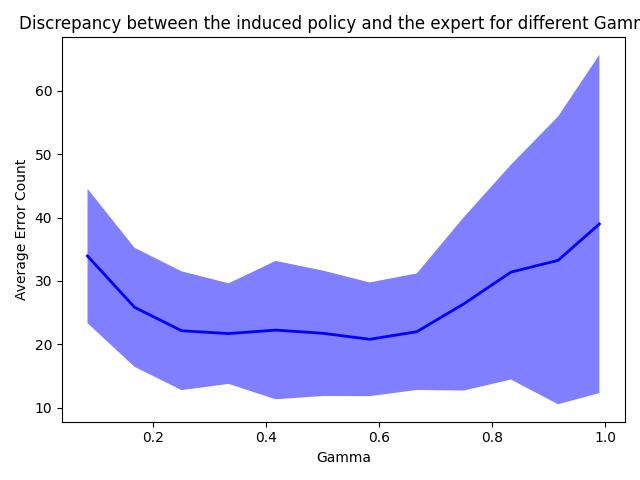 Discrepancy between the induced policy and the expert for different Gamm
60
50
40
30
20
10
Average Error Count
0.2 0.4 0.6 0.8 1.0
Gamma